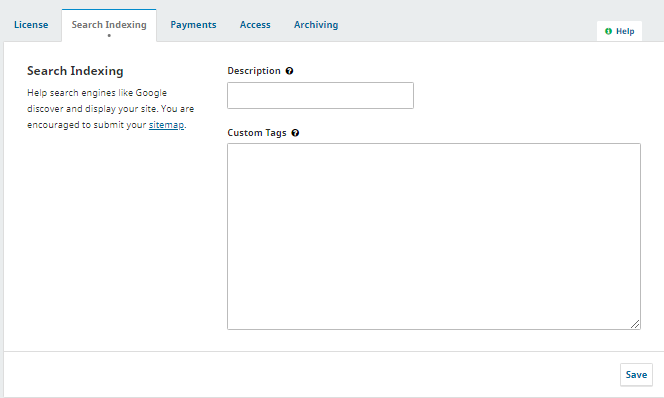 License Search Indexing Payments Access Archiving
Help
Search Indexing
Help search engines like Google
discover and display your site. You are
encouraged to submit your sitemap.
Description
Custom Tags
Save